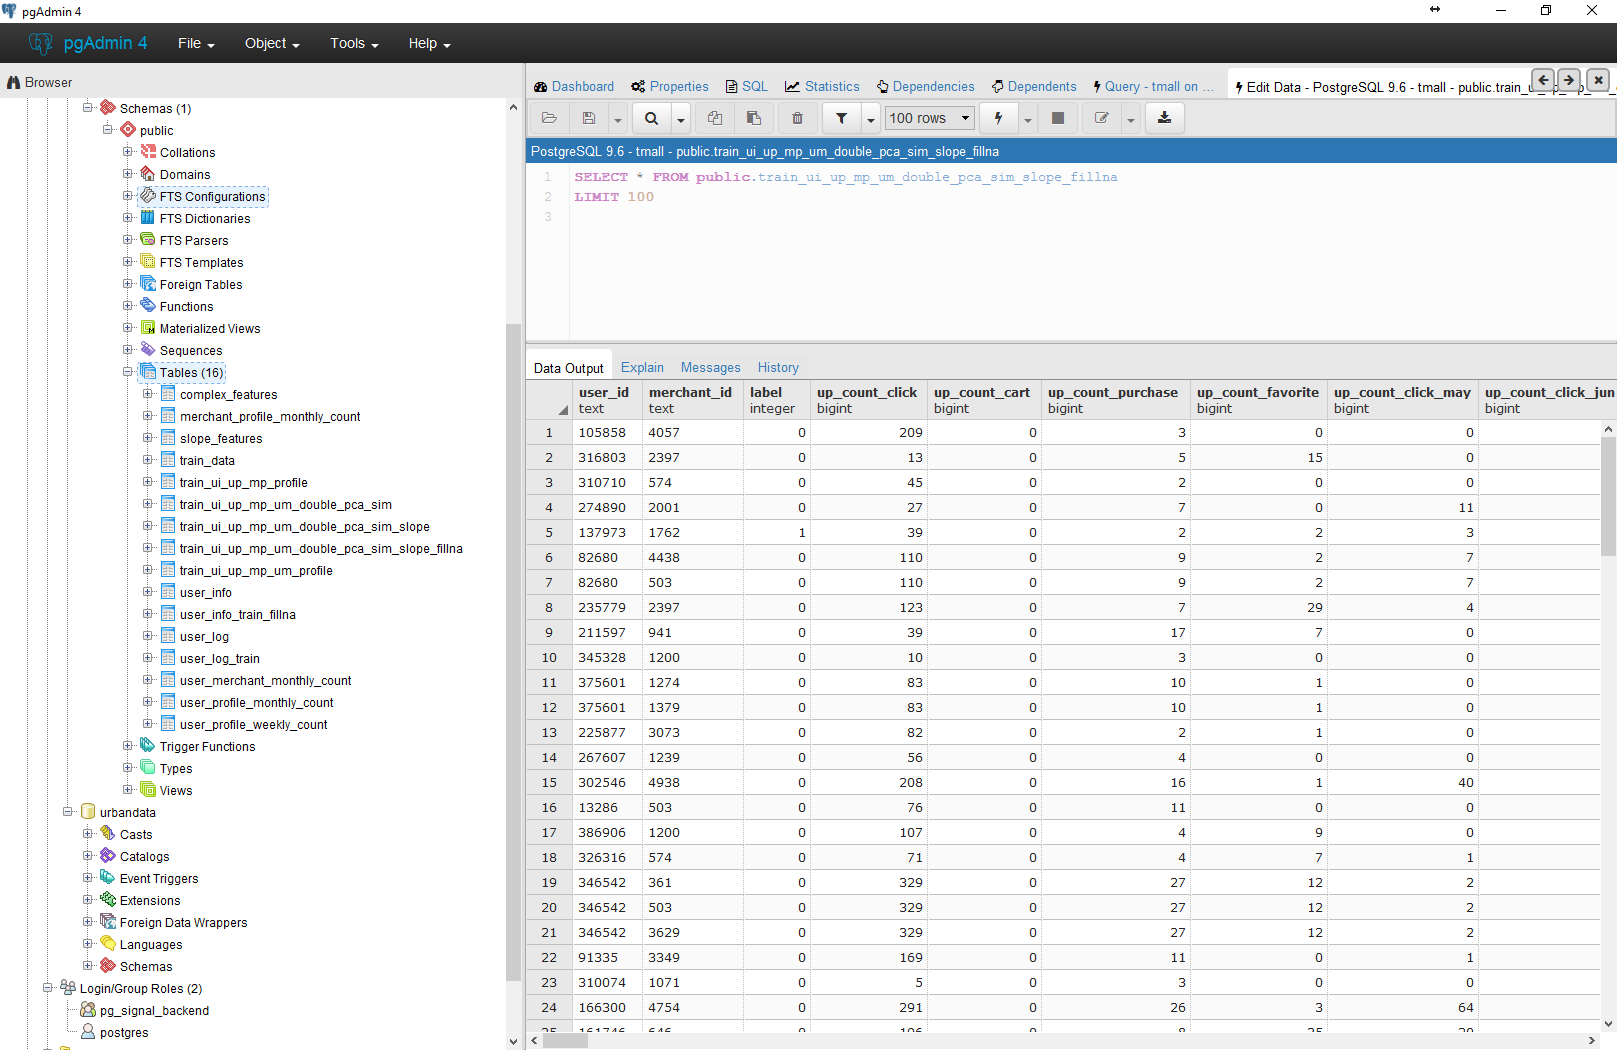 pgAdmin 4
pgAdmin 4 File Object Tools Help
Browser
Schemas (1)
public
Collations
Domains
FTS Configurations
FTS Dictionaries
FTS Parsers
FTS Templates
Foreign Tables
Functions
Materialized Views
Sequences
Tables (16)
complex_features
merchant_profile_monthly_count
slope_features
train_data
train_ui_up_mp_profile
train_ui_up_mp_um_double_pca_sim
train_ui_up_mp_um_double_pca_sim_slope
train_ui_up_mp_um_double_pca_sim_slope_fillna
train_ui_up_mp_um_profile
user_info
user_info_train_fillna
user_log
user_log_train
user_merchant_monthly_count
user_profile_monthly_count
user_profile_weekly_count
Trigger Functions
Types
Views
urbandata
Casts
Catalogs
Event Triggers
Extensions
Foreign Data Wrappers
Languages
Schemas
Login/Group Roles (2)
pg_signal_backend
postgres
Dashboard Properties SQL Statistics Dependencies Dependents Query - tmall on ... Edit Data - PostgreSQL 9.6 - tmall - public.train_u
100 rows
PostgreSQL 9.6 - tmall - public.train_ui_up_mp_um_double_pca_sim_slope_fillna
1 SELECT * FROM public.train_ui_up_mp_um_double_pca_sim_slope_fillna
2 LIMIT 100
3
Data Output Explain Messages History
user_id merchant_id label up_count_click up_count_cart up_count_purchase up_count_favorite up_count_click_may up_count_click_jun
text text integer bigint bigint bigint bigint bigint bigint
1 105858 4057 0 209 0 3 0 0
2 316803 2397 0 13 0 5 15 0
3 310710 574 0 45 0 2 0 0
4 274890 2001 0 27 0 7 0 11
5 137973 1762 1 39 0 2 2 3
6 82680 4438 0 110 0 9 2 7
7 82680 503 0 110 0 9 2 7
8 235779 2397 0 123 0 7 29 4
9 211597 941 0 39 0 17 7 0
10 345328 1200 0 10 0 3 0 0
11 375601 1274 0 83 0 10 1 0
12 375601 1379 0 83 0 10 1 0
13 225877 3073 0 82 0 2 1 0
14 267607 1239 0 56 0 4 0 0
15 302546 4938 0 208 0 16 1 40
16 13286 503 0 76 0 11 0 0
17 386906 1200 0 107 0 4 9 0
18 326316 574 0 71 0 4 7 1
19 346542 361 0 329 0 27 12 2
20 346542 503 0 329 0 27 12 2
21 346542 3629 0 329 0 27 12 2
22 91335 3349 0 169 0 11 0 1
23 310074 1071 0 5 0 3 0 0
24 166300 4754 0 291 0 26 3 64